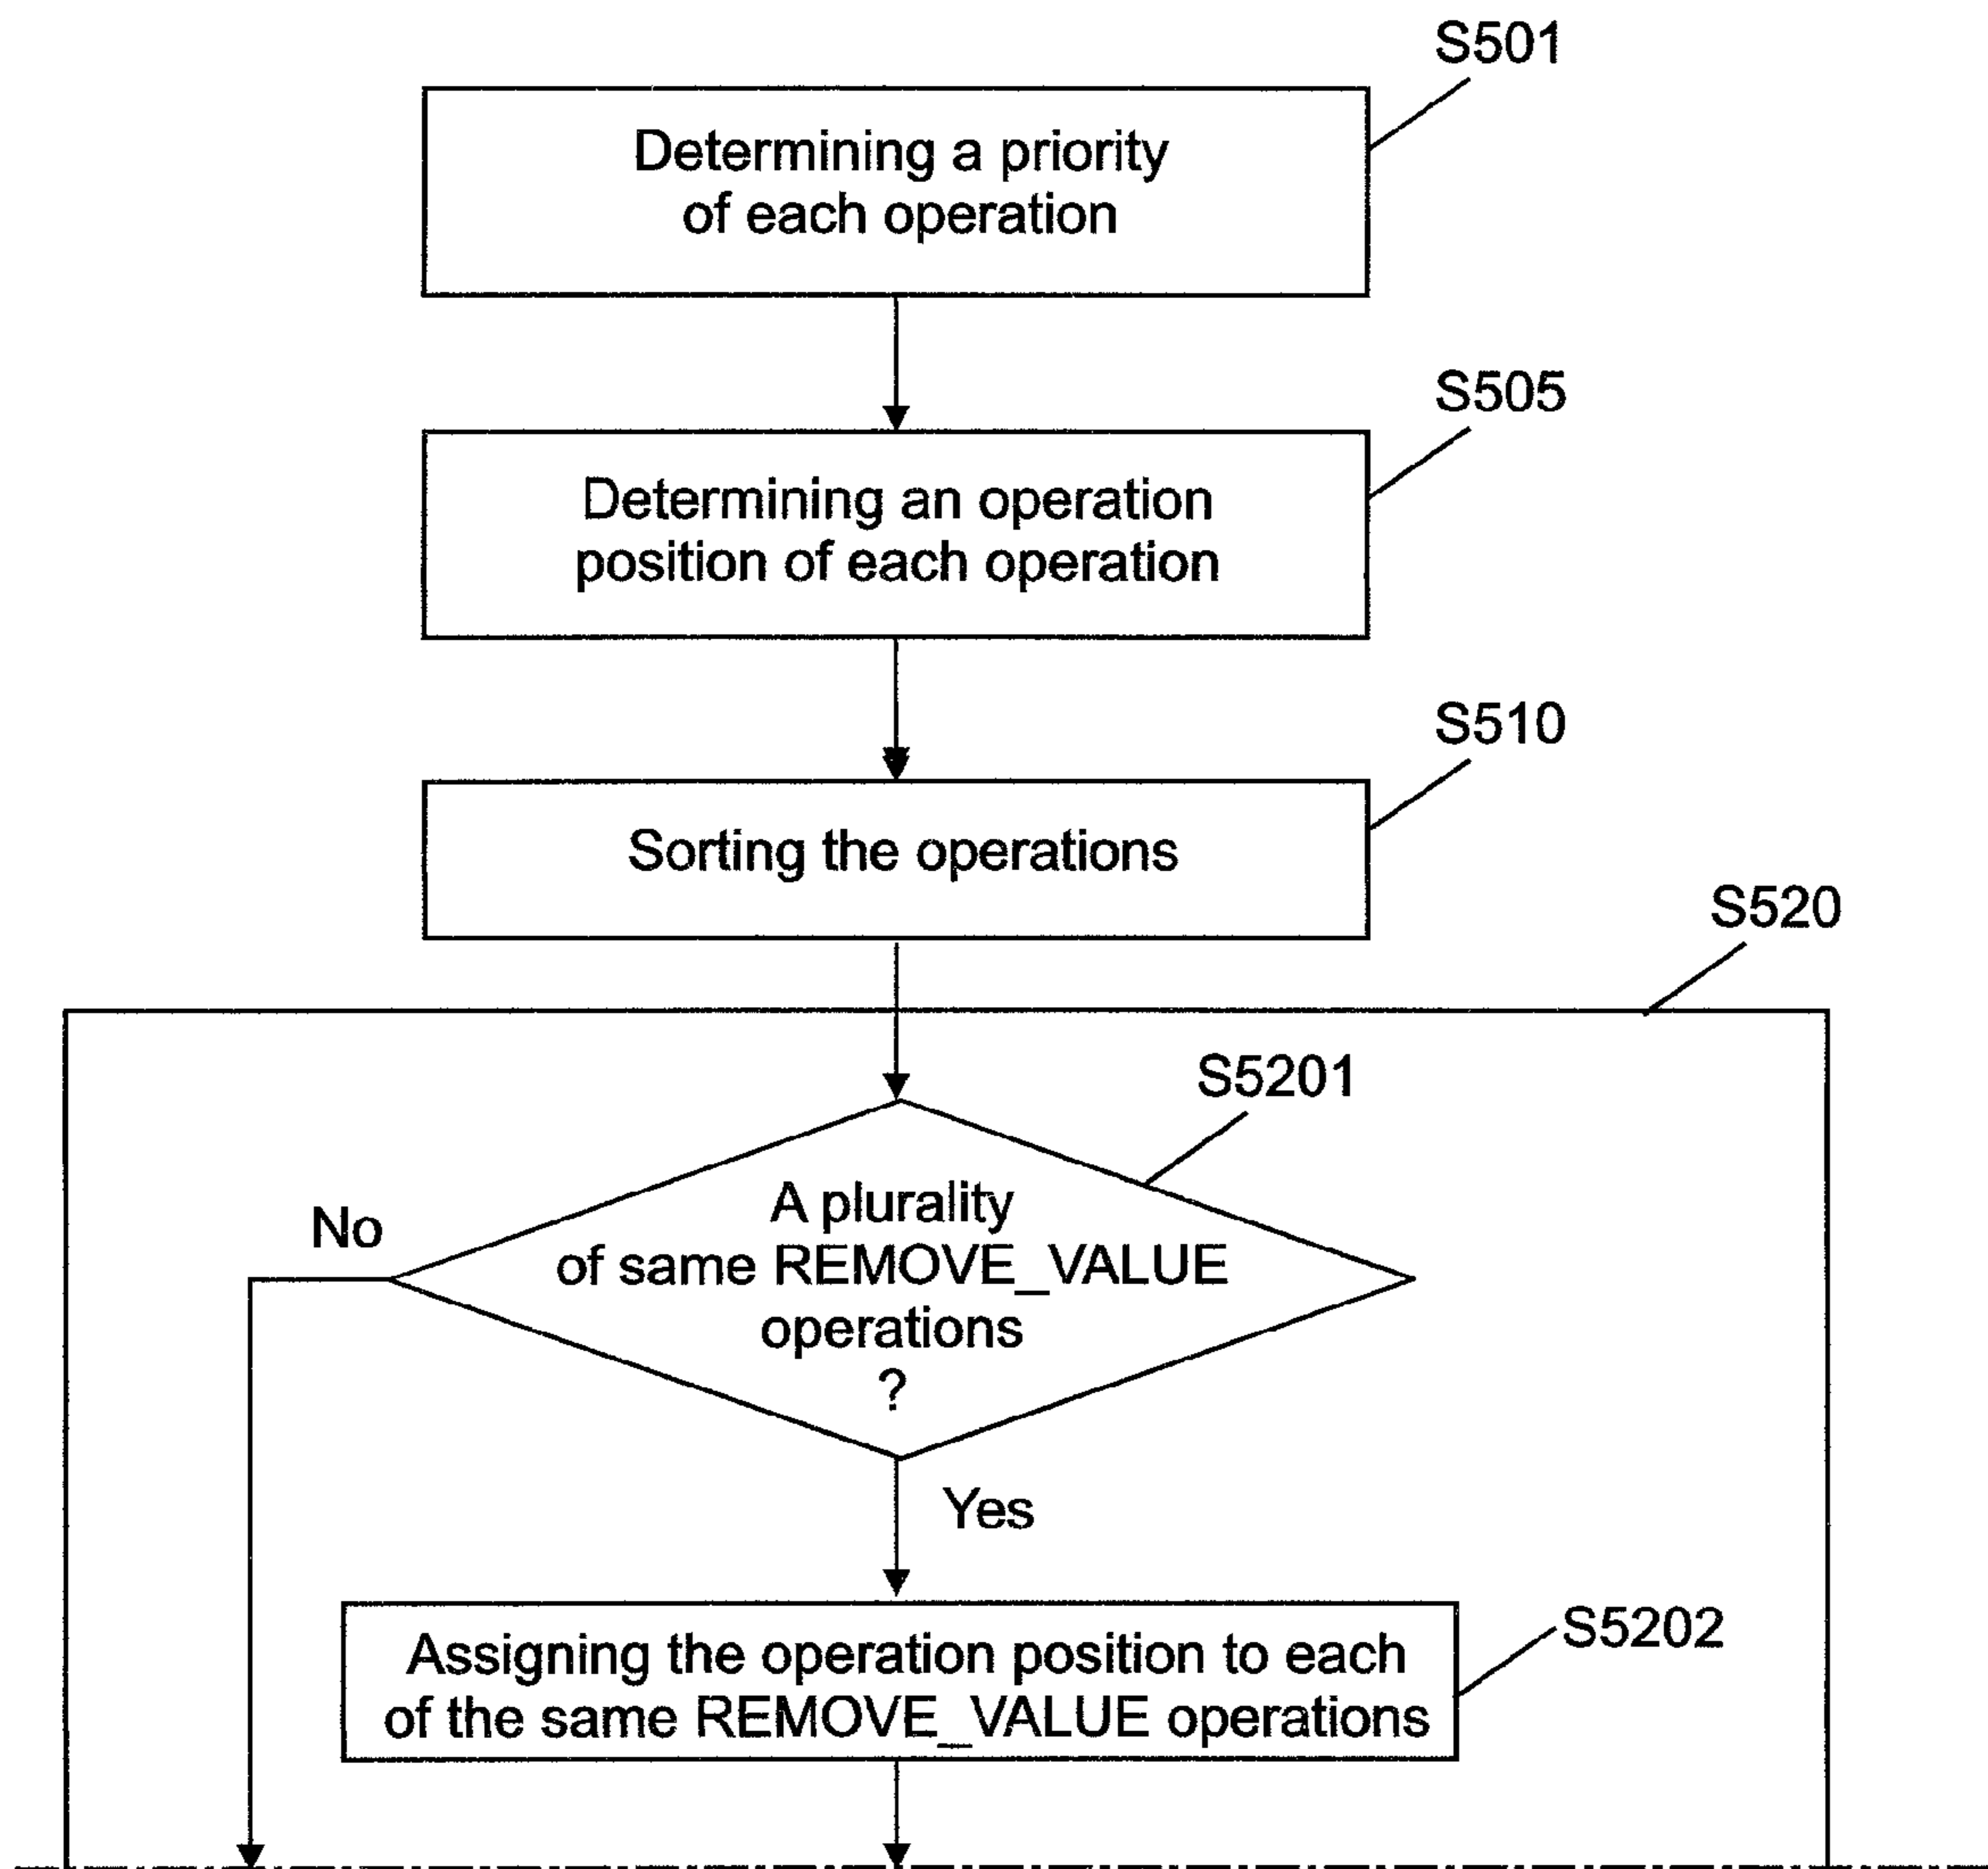 S501
Determining a priority
of each operation
S505
Determining an operation
position of each operation
S510
Sorting the operations
S520
S5201
A plurality
of same REMOVE_VALUE
operations
?
No
Yes
S5202
Assigning the operation position to each
of the same REMOVE_VALUE operations